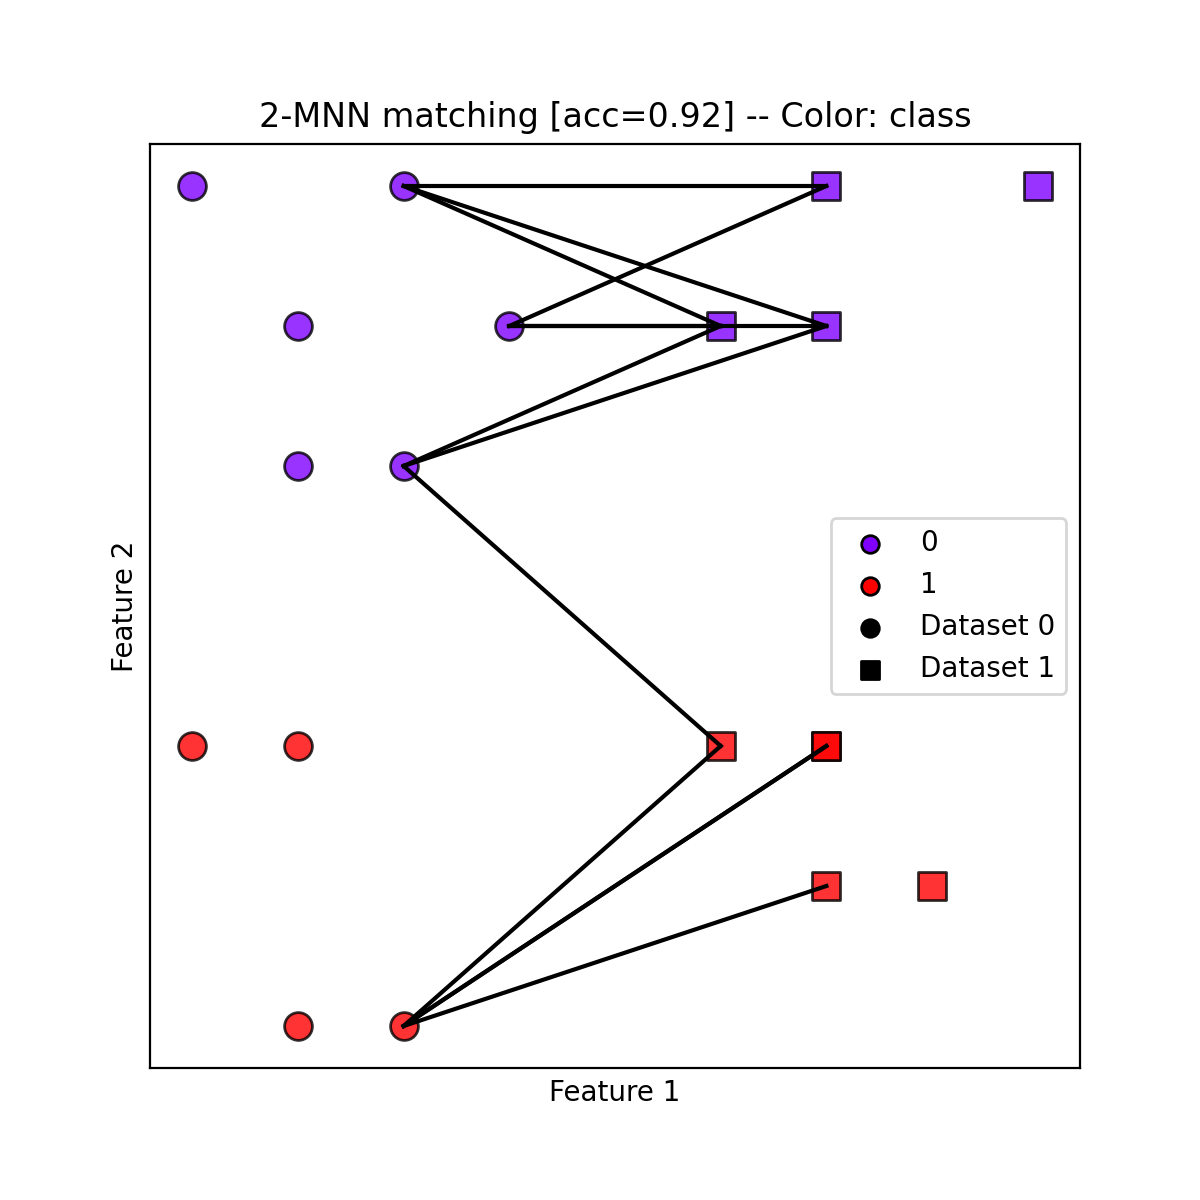 2-MNN matching [acc=0.92] -- Color: class
Feature 2
0
1
Dataset 0
Dataset 1
Feature 1